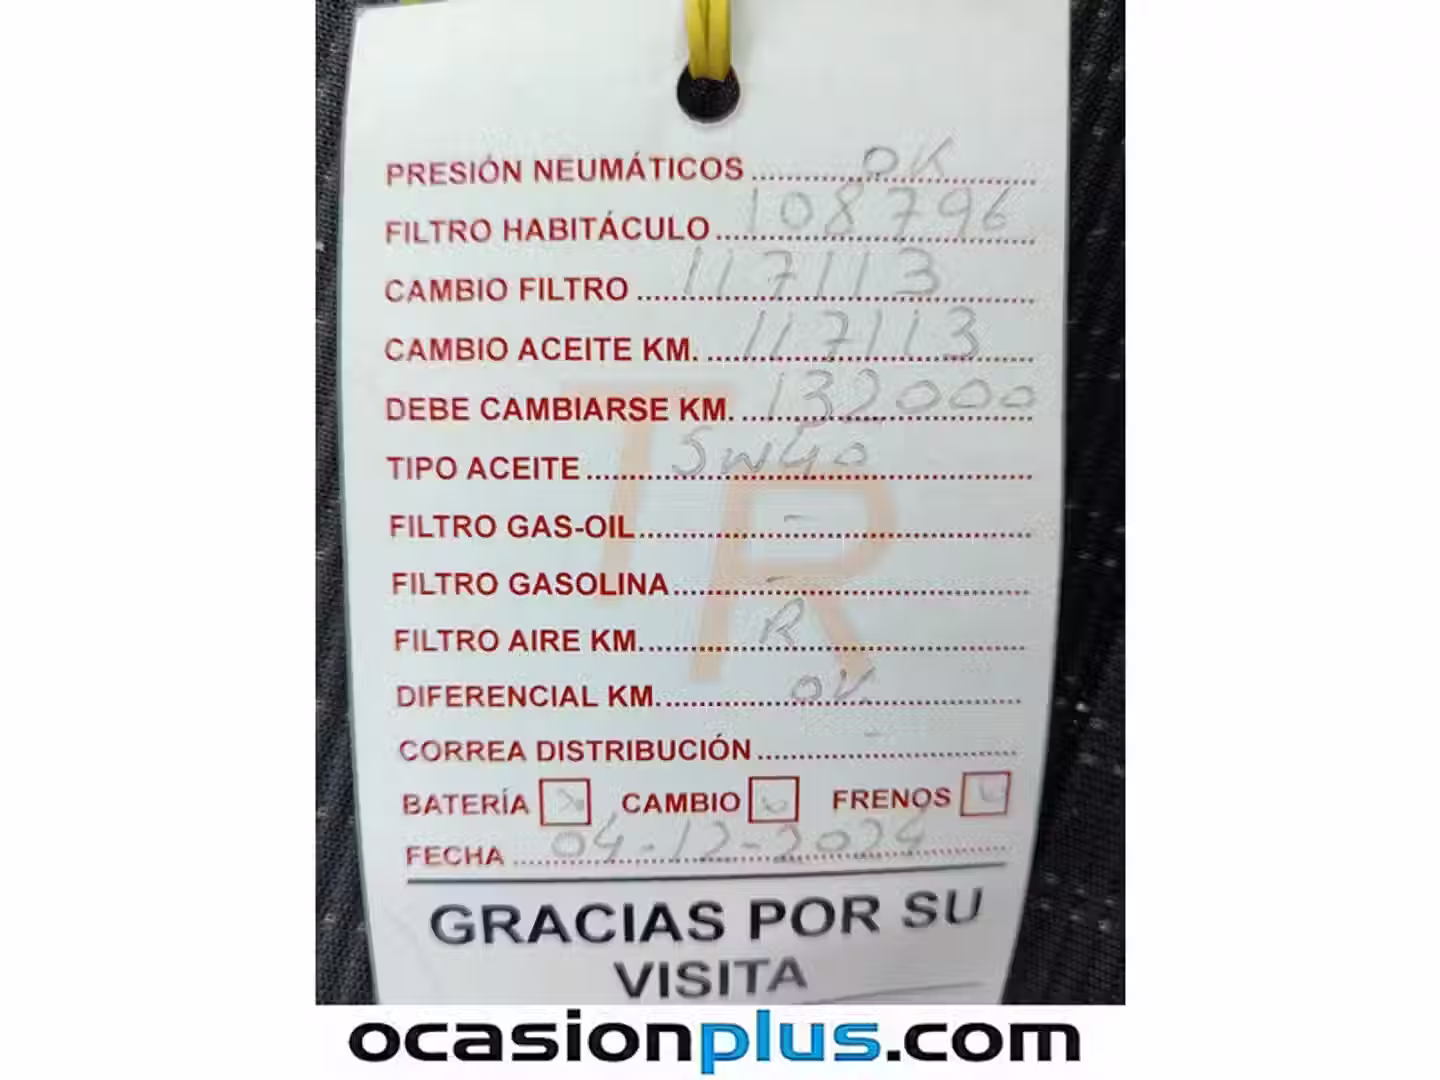 PRESIÓN NEUMÁTICOS OK
FILTRO HABITÁCULO 108796
CAMBIO FILTRO 117113
CAMBIO ACEITE KM. 117113
DEBE CAMBIARSE KM. 132000
TIPO ACEITE 5W40
FILTRO GAS-OIL -
FILTRO GASOLINA -
FILTRO AIRE KM. R
DIFERENCIAL KM. OK
CORREA DISTRIBUCIÓN -
BATERÍA CAMBIO FRENOS
FECHA 04-12-2024
GRACIAS POR SU
VISITA
TR
ocasionplus.com